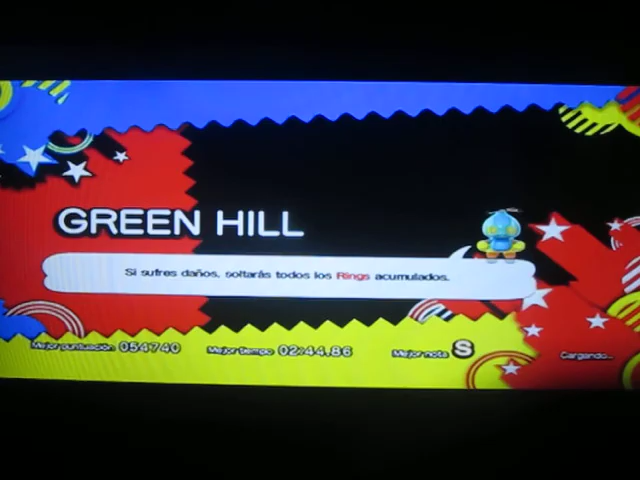 GREEN HILL
Si sufres daños, soltarás todos los Rings acumulados.
Mejor puntuación 054740 Mejor tiempo 02:44.86 Mejor nota S
Cargando...